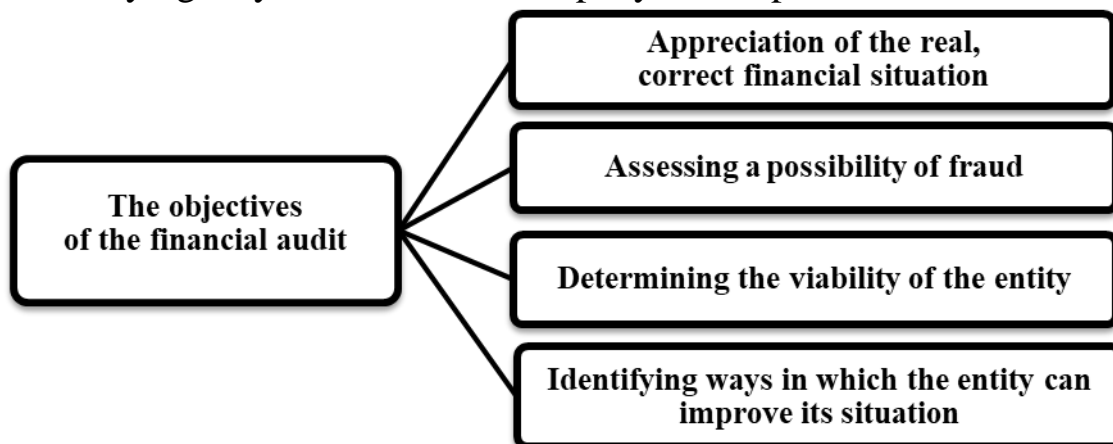 The objectives
of the financial audit
Appreciation of the real,
correct financial situation
Assessing a possibility of fraud
Determining the viability of the entity
Identifying ways in which the entity can
improve its situation